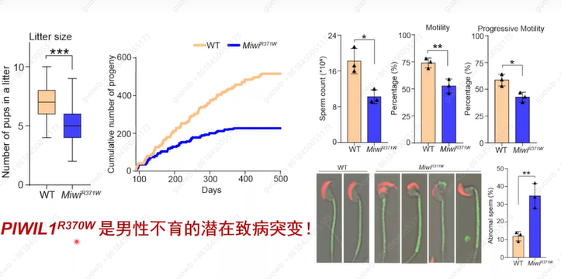 Litter size
***
Number of pups in a litter
10
8
6
4
2
WT
Miwi^R371W
WT
Miwi^R371W
Cumulative number of progeny
600
400
200
0
100
200
300
400
500
Days
*
Sperm count (*10⁶)
30
20
10
0
WT
Miwi^R371W
Motility
**
Percentage (%)
100
80
60
40
20
0
WT
Miwi^R371W
Progressive Motility
*
Percentage (%)
100
80
60
40
20
0
WT
Miwi^R371W
WT
Miwi^R371W
**
Abnormal sperm (%)
50
40
30
20
10
0
WT
Miwi^R371W
PIWIL1^R370W 是男性不育的潜在致病突变！